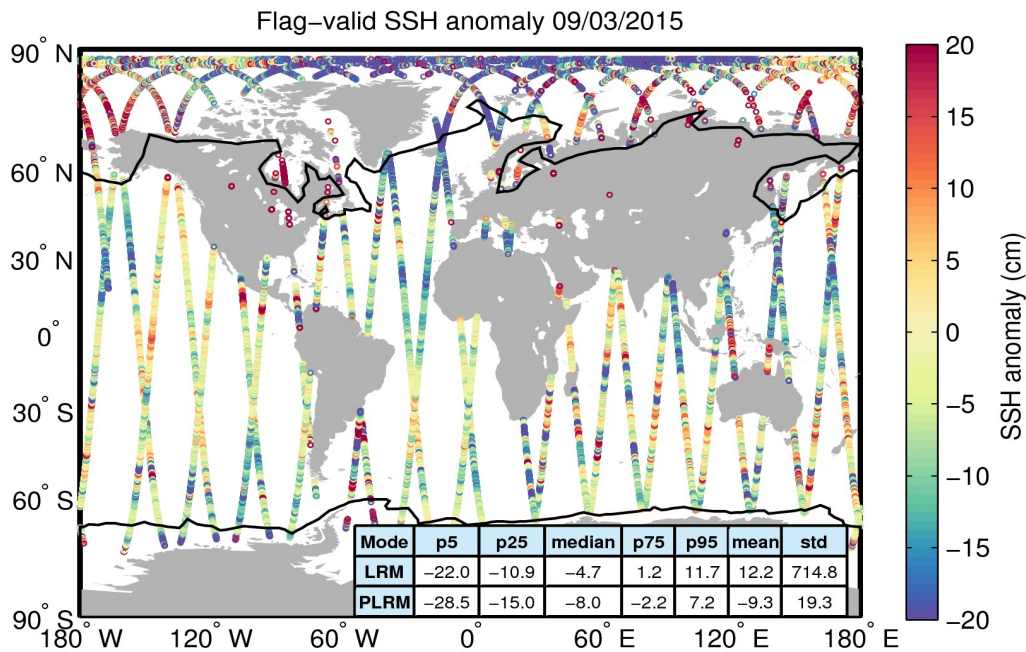 Flag−valid SSH anomaly 09/03/2015
90° N
60° N
30° N
0°
30° S
60° S
90° S
180° W
120° W
60° W
0°
60° E
120° E
180° E
Mode p5 p25 median p75 p95 mean std
LRM −22.0 −10.9 −4.7 1.2 11.7 12.2 714.8
PLRM −28.5 −15.0 −8.0 −2.2 7.2 −9.3 19.3
20
15
10
5
0
−5
−10
−15
−20
SSH anomaly (cm)